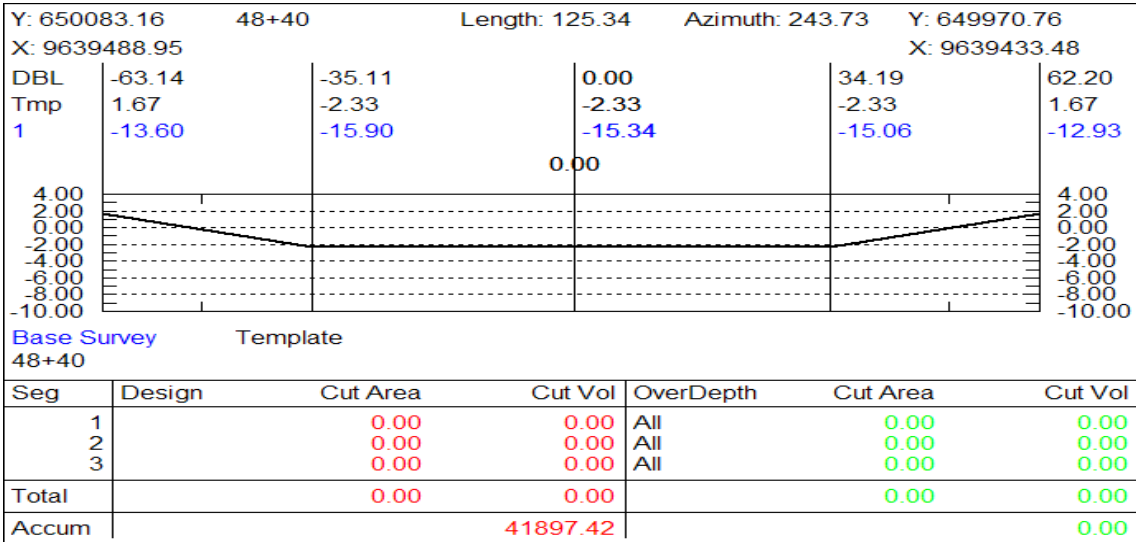 Y: 650083.16 48+40 Length: 125.34 Azimuth: 243.73 Y: 649970.76
X: 9639488.95 X: 9639433.48
DBL -63.14 -35.11 0.00 34.19 62.20
Tmp 1.67 -2.33 -2.33 -2.33 1.67
1 -13.60 -15.90 -15.34 -15.06 -12.93
0.00
4.00 4.00
2.00 2.00
0.00 0.00
-2.00 -2.00
-4.00 -4.00
-6.00 -6.00
-8.00 -8.00
-10.00 -10.00
Base Survey Template
48+40
Seg Design Cut Area Cut Vol OverDepth Cut Area Cut Vol
1 0.00 0.00 All 0.00 0.00
2 0.00 0.00 All 0.00 0.00
3 0.00 0.00 All 0.00 0.00
Total 0.00 0.00 0.00 0.00
Accum 41897.42 0.00